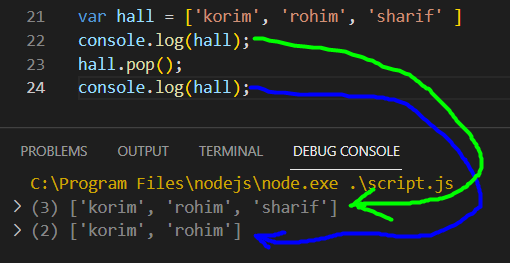 21 var hall = ['korim', 'rohim', 'sharif' ]
22 console.log(hall);
23 hall.pop();
24 console.log(hall);
PROBLEMS OUTPUT TERMINAL DEBUG CONSOLE
C:\Program Files\nodejs\node.exe .\script.js
> (3) ['korim', 'rohim', 'sharif']
> (2) ['korim', 'rohim']